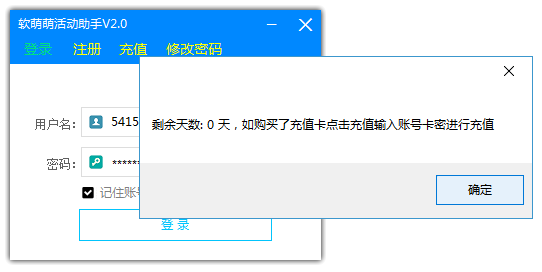 软萌萌活动助手V2.0
登录 注册 充值 修改密码
剩余天数: 0 天，如购买了充值卡点击充值输入账号卡密进行充值
用户名: 5415
密码: *******
记住账号
确定
登 录